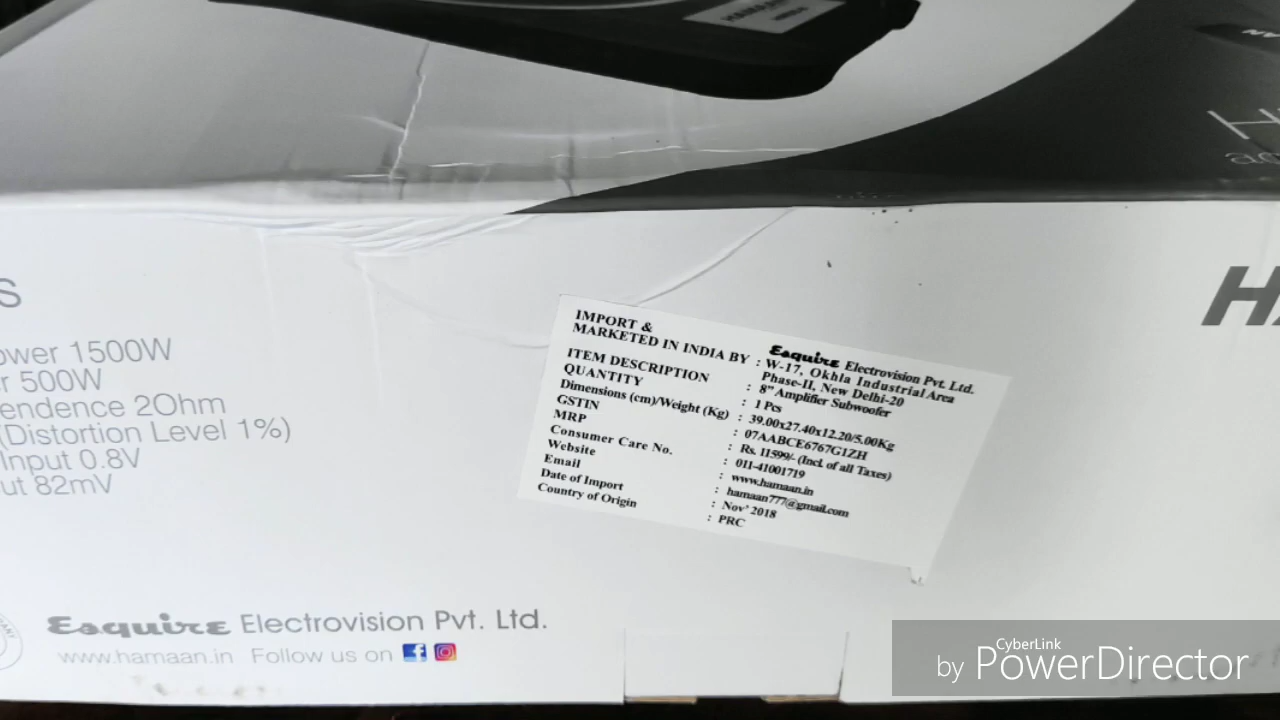 HAMAAN
S
ower 1500W
r 500W
endence 2Ohm
(Distortion Level 1%)
Input 0.8V
ut 82mV
IMPORT &
MARKETED IN INDIA BY : Esquire Electrovision Pvt. Ltd.
W-17, Okhla Industrial Area
Phase-II, New Delhi-20
ITEM DESCRIPTION : 8" Amplifier Subwoofer
QUANTITY : 1 Pcs
Dimensions (cm)/Weight (Kg) : 39.00x27.40x12.20/5.00Kg
GSTIN : 07AABCE6767G1ZH
MRP : Rs. 11599/- (Incl. of all Taxes)
Consumer Care No. : 011-41001719
Website : www.hamaan.in
Email : hamaan777@gmail.com
Date of Import : Nov' 2018
Country of Origin : PRC
Esquire Electrovision Pvt. Ltd.
www.hamaan.in Follow us on
by CyberLink PowerDirector